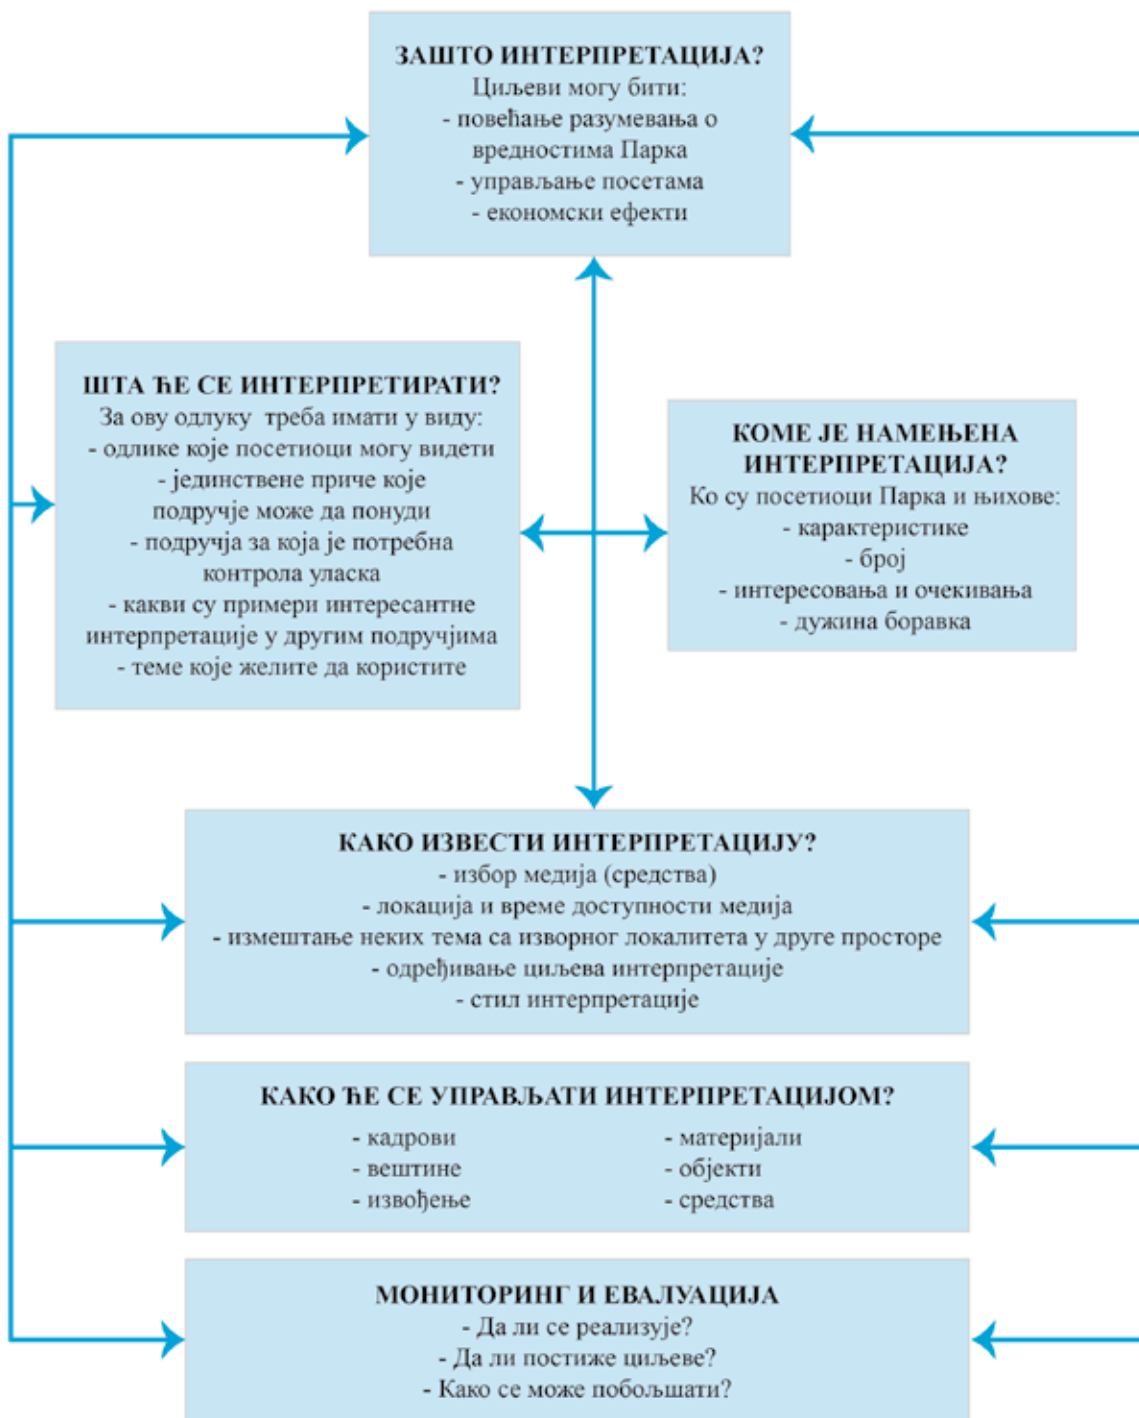 ЗАШТО ИНТЕРПРЕТАЦИЈА?
Циљеви могу бити:
- повећање разумевања о
вредностима Парка
- управљање посетама
- економски ефекти
ШТА ЋЕ СЕ ИНТЕРПРЕТИРАТИ?
За ову одлуку треба имати у виду:
- одлике које посетиоци могу видети
- јединствене приче које
подручје може да понуди
- подручја за која је потребна
контрола уласка
- какви су примери интересантне
интерпретације у другим подручјима
- теме које желите да користите
КОМЕ ЈЕ НАМЕЊЕНА
ИНТЕРПРЕТАЦИЈА?
Ко су посетиоци Парка и њихове:
- карактеристике
- број
- интересовања и очекивања
- дужина боравка
КАКО ИЗВЕСТИ ИНТЕРПРЕТАЦИЈУ?
- избор медија (средства)
- локација и време доступности медија
- измештање неких тема са изворног локалитета у друге просторе
- одређивање циљева интерпретације
- стил интерпретације
КАКО ЋЕ СЕ УПРАВЉАТИ ИНТЕРПРЕТАЦИЈОМ?
- кадрови
- вештине
- извођење
- материјали
- објекти
- средства
МОНИТОРИНГ И ЕВАЛУАЦИЈА
- Да ли се реализује?
- Да ли постиже циљеве?
- Како се може побољшати?